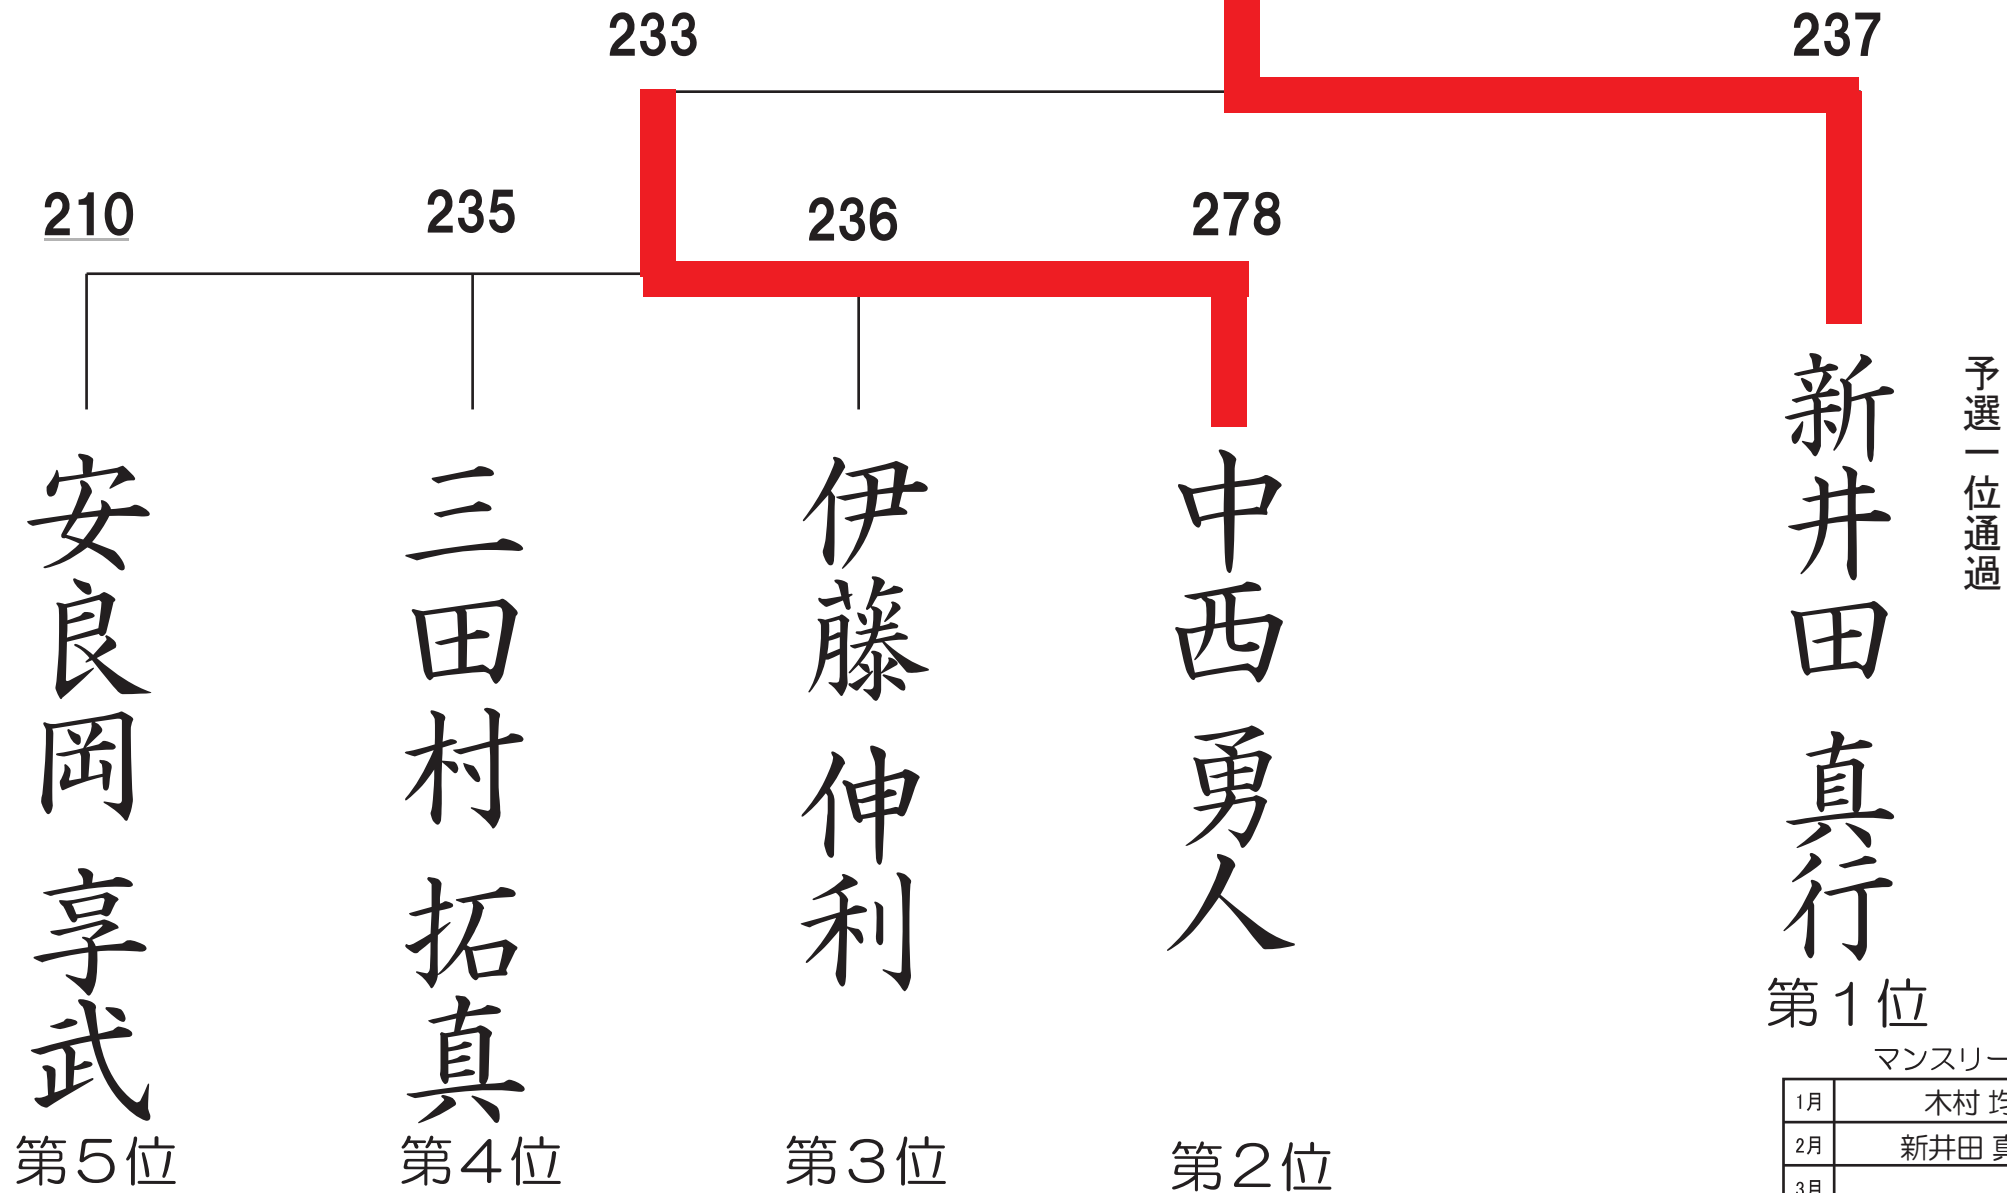 233
237
210
235
236
278
安良岡 享武
三田村 拓真
伊藤 伸利
中西 勇人
新井田 真行
予選一位通過
第5位
第4位
第3位
第2位
第1位
マンスリー
1月 木村 均
2月 新井田 真
3月